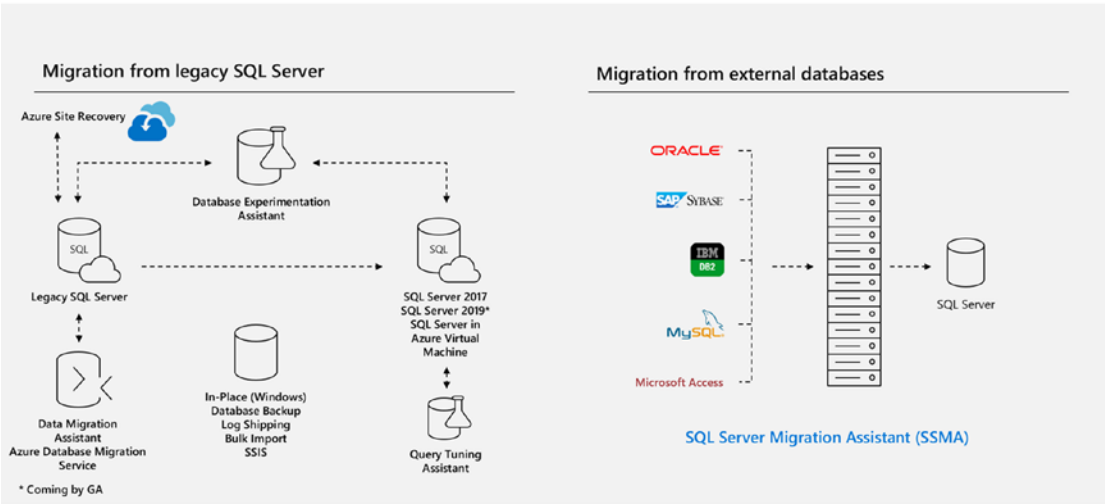 Migration from legacy SQL Server
Azure Site Recovery
Database Experimentation
Assistant
SQL
Legacy SQL Server
SQL
SQL Server 2017
SQL Server 2019*
SQL Server in
Azure Virtual
Machine
Data Migration
Assistant
Azure Database Migration
Service
In-Place (Windows)
Database Backup
Log Shipping
Bulk Import
SSIS
Query Tuning
Assistant
* Coming by GA
Migration from external databases
ORACLE
SAP SYBASE
IBM
DB2
MySQL
Microsoft Access
SQL Server
SQL Server Migration Assistant (SSMA)